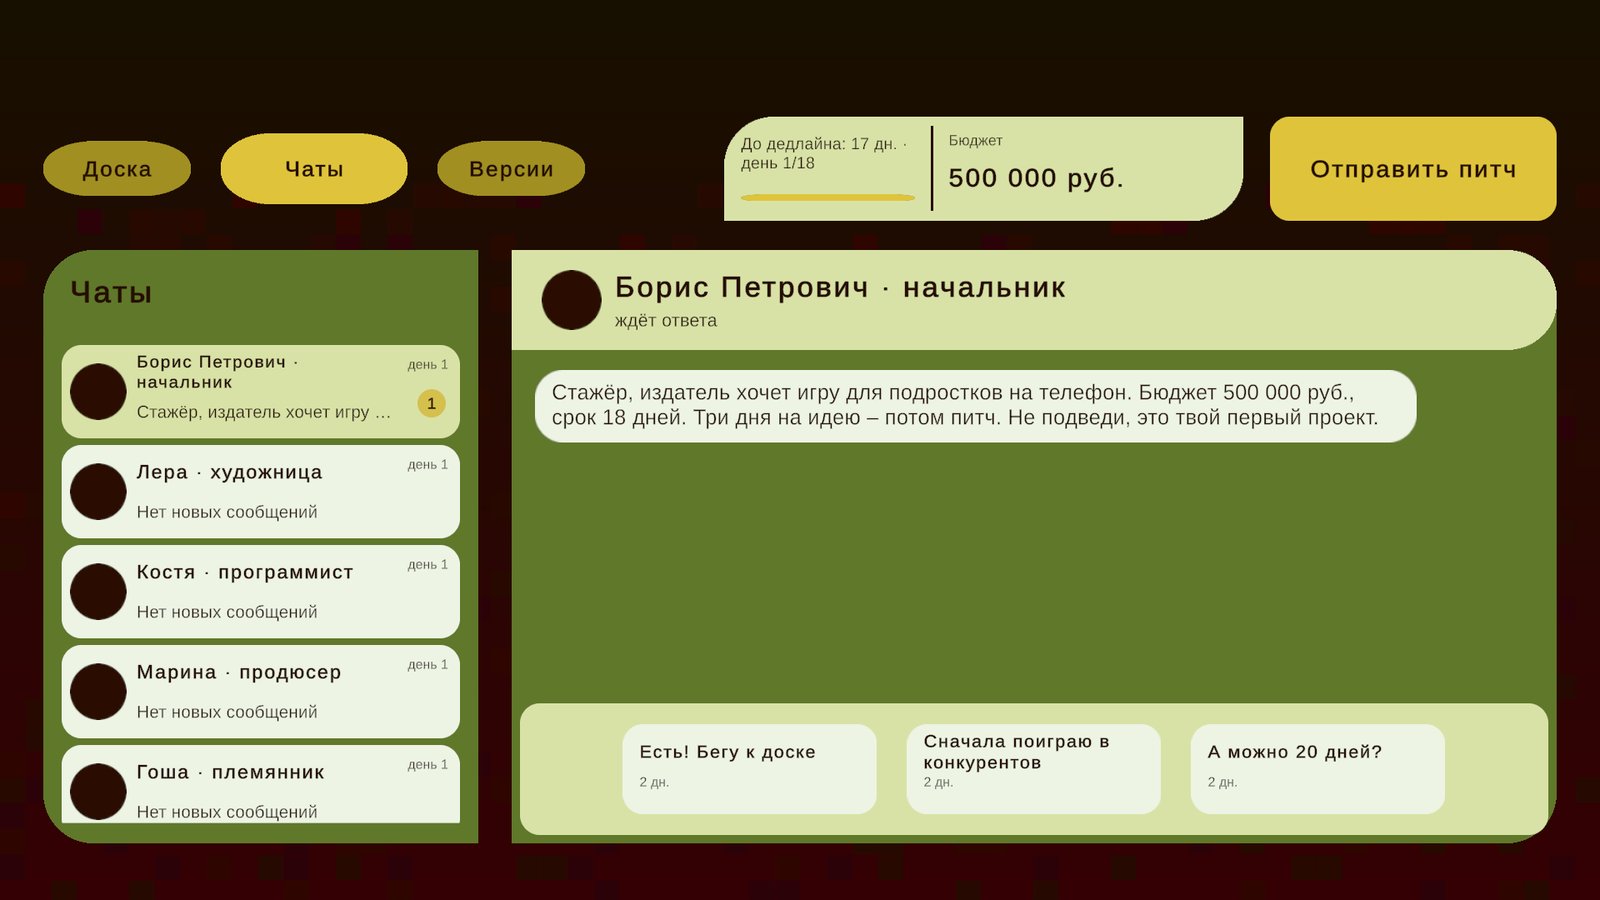 Доска
Чаты
Версии
До дедлайна: 17 дн. ·
день 1/18
Бюджет
500 000 руб.
Отправить питч
Чаты
Борис Петрович ·
начальник
день 1
Стажёр, издатель хочет игру ...
1
Лера · художница
день 1
Нет новых сообщений
Костя · программист
день 1
Нет новых сообщений
Марина · продюсер
день 1
Нет новых сообщений
Гоша · племянник
день 1
Нет новых сообщений
Борис Петрович · начальник
ждёт ответа
Стажёр, издатель хочет игру для подростков на телефон. Бюджет 500 000 руб.,
срок 18 дней. Три дня на идею – потом питч. Не подведи, это твой первый проект.
Есть! Бегу к доске
2 дн.
Сначала поиграю в
конкурентов
2 дн.
А можно 20 дней?
2 дн.